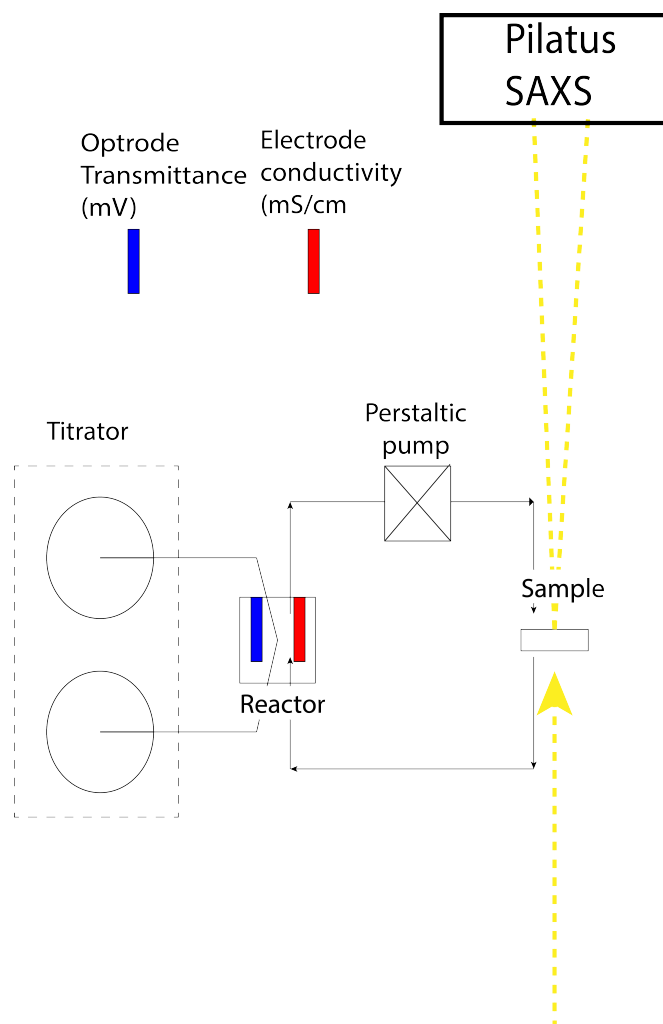 Pilatus
SAXS
Optrode
Transmittance
(mV)
Electrode
conductivity
(mS/cm
Perstaltic
pump
Titrator
Sample
Reactor